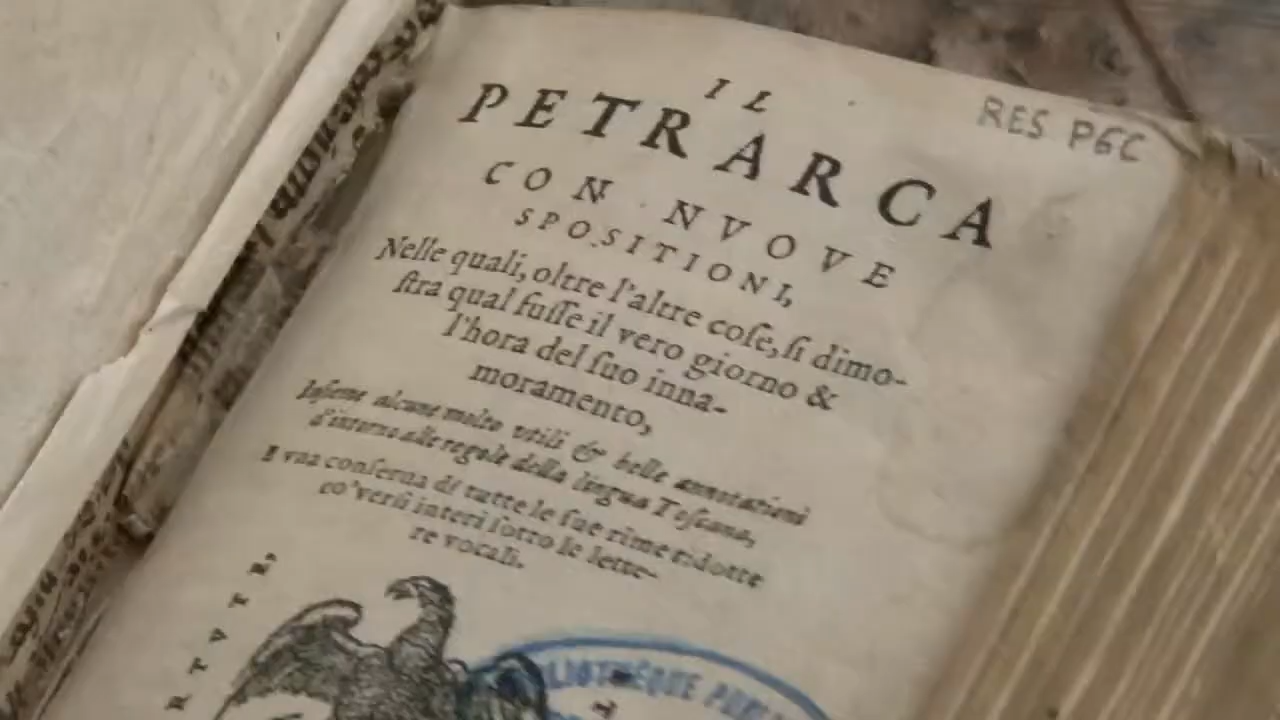 IL
PETRARCA
RES P6C
CON NVOVE
SPOSITIONI,
Nelle quali, oltre l'altre coſe, ſi dimo-
ſtra qual fuſſe il vero giorno &
l'hora del ſuo inna-
moramento,
Inſieme alcune molto vtili & belle annotationi
d'intorno alle regole della lingua Toſcana,
E vna conſerua di tutte le ſue rime ridotte
co'verſi interi ſotto le lette-
re vocali.
BIBLIOTHÈQUE